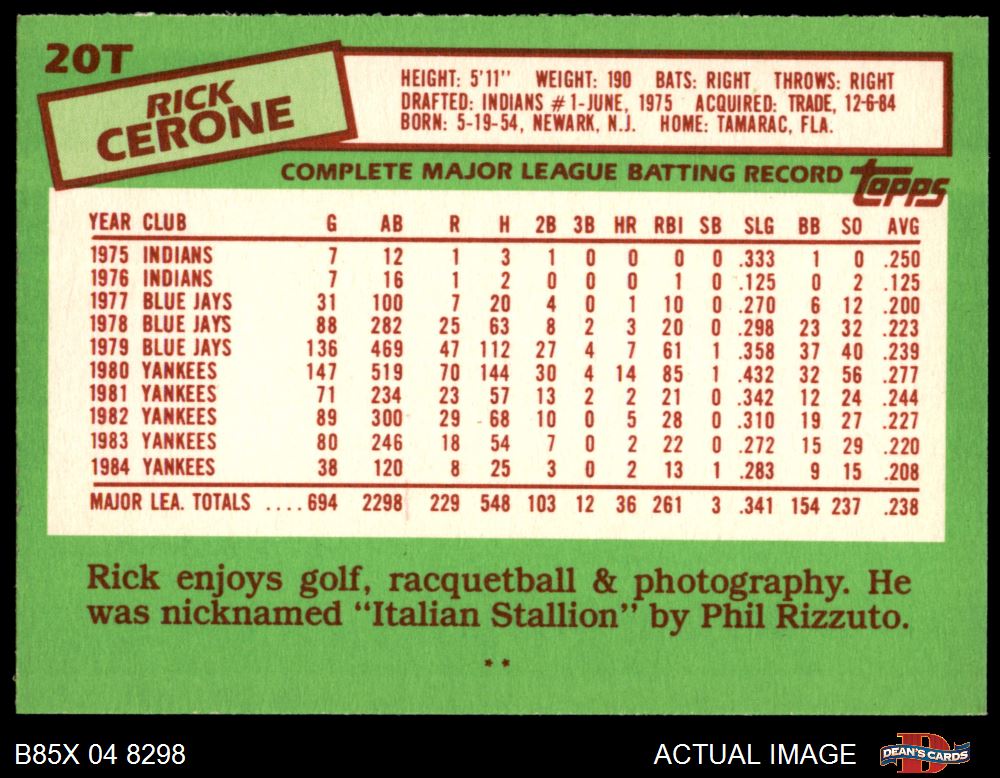 20T
RICK
CERONE
HEIGHT: 5'11" WEIGHT: 190 BATS: RIGHT THROWS: RIGHT
DRAFTED: INDIANS #1-JUNE, 1975 ACQUIRED: TRADE, 12-6-84
BORN: 5-19-54, NEWARK, N.J. HOME: TAMARAC, FLA.
COMPLETE MAJOR LEAGUE BATTING RECORD topps
YEAR CLUB G AB R H 2B 3B HR RBI SB SLG BB SO AVG
1975 INDIANS 7 12 1 3 1 0 0 0 0 .333 1 0 .250
1976 INDIANS 7 16 1 2 0 0 0 1 0 .125 0 2 .125
1977 BLUE JAYS 31 100 7 20 4 0 1 10 0 .270 6 12 .200
1978 BLUE JAYS 88 282 25 63 8 2 3 20 0 .298 23 32 .223
1979 BLUE JAYS 136 469 47 112 27 4 7 61 1 .358 37 40 .239
1980 YANKEES 147 519 70 144 30 4 14 85 1 .432 32 56 .277
1981 YANKEES 71 234 23 57 13 2 2 21 0 .342 12 24 .244
1982 YANKEES 89 300 29 68 10 0 5 28 0 .310 19 27 .227
1983 YANKEES 80 246 18 54 7 0 2 22 0 .272 15 29 .220
1984 YANKEES 38 120 8 25 3 0 2 13 1 .283 9 15 .208
MAJOR LEA. TOTALS ....694 2298 229 548 103 12 36 261 3 .341 154 237 .238
Rick enjoys golf, racquetball & photography. He
was nicknamed "Italian Stallion" by Phil Rizzuto.
**
B85X 04 8298 ACTUAL IMAGE D DEAN'S CARDS